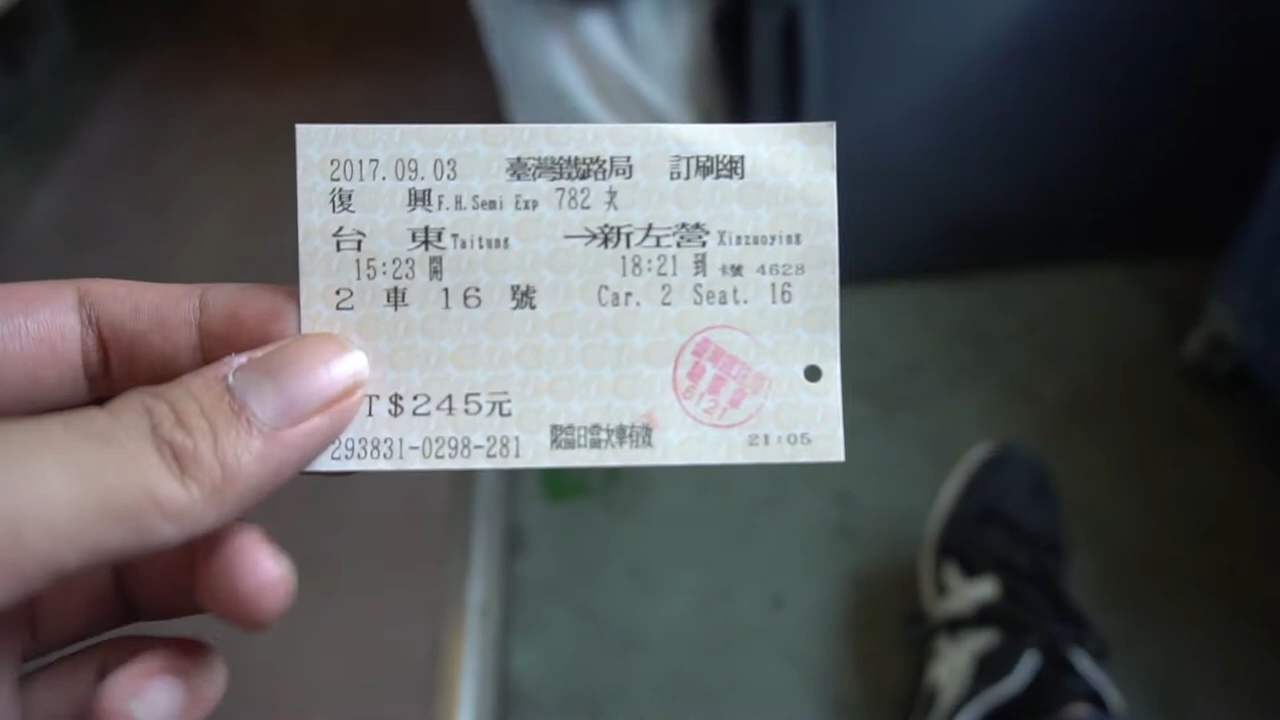 2017.09.03 臺灣鐵路局 訂刷網
復 興 F.H.Semi Exp 782 次
台 東 Taitung →新左營 Xinzuoying
15:23 開 18:21 到 卡號 4628
2 車 16 號 Car. 2 Seat. 16
T$245元
6121
293831-0298-281 限當日當次車有效 21:05